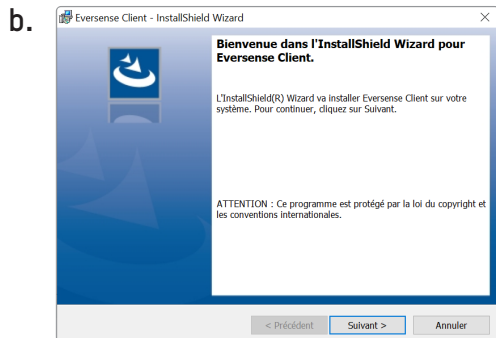 b.
Eversense Client - InstallShield Wizard
Bienvenue dans l'InstallShield Wizard pour
Eversense Client.
L'InstallShield(R) Wizard va installer Eversense Client sur votre
système. Pour continuer, cliquez sur Suivant.
ATTENTION : Ce programme est protégé par la loi du copyright et
les conventions internationales.
< Précédent Suivant > Annuler